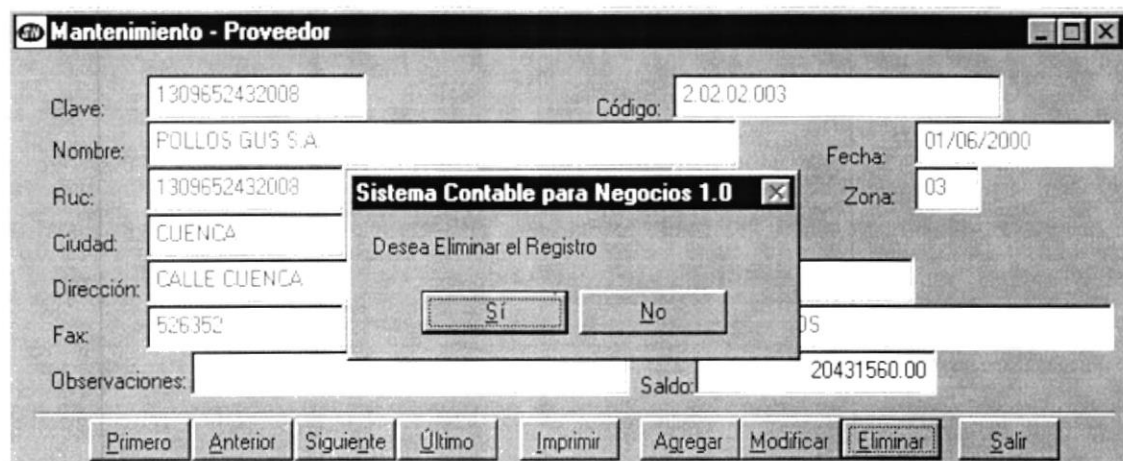 SN Mantenimiento - Proveedor
Clave: 1309652432008 Código: 2.02.02.003
Nombre: POLLOS GUS S.A. Fecha: 01/06/2000
Ruc: 1309652432008 Zona: 03
Sistema Contable para Negocios 1.0
Ciudad: CUENCA
Desea Eliminar el Registro
Dirección: CALLE CUENCA
Sí No
Fax: 526352 OS
Observaciones: Saldo: 20431560.00
Primero Anterior Siguiente Último Imprimir Agregar Modificar Eliminar Salir